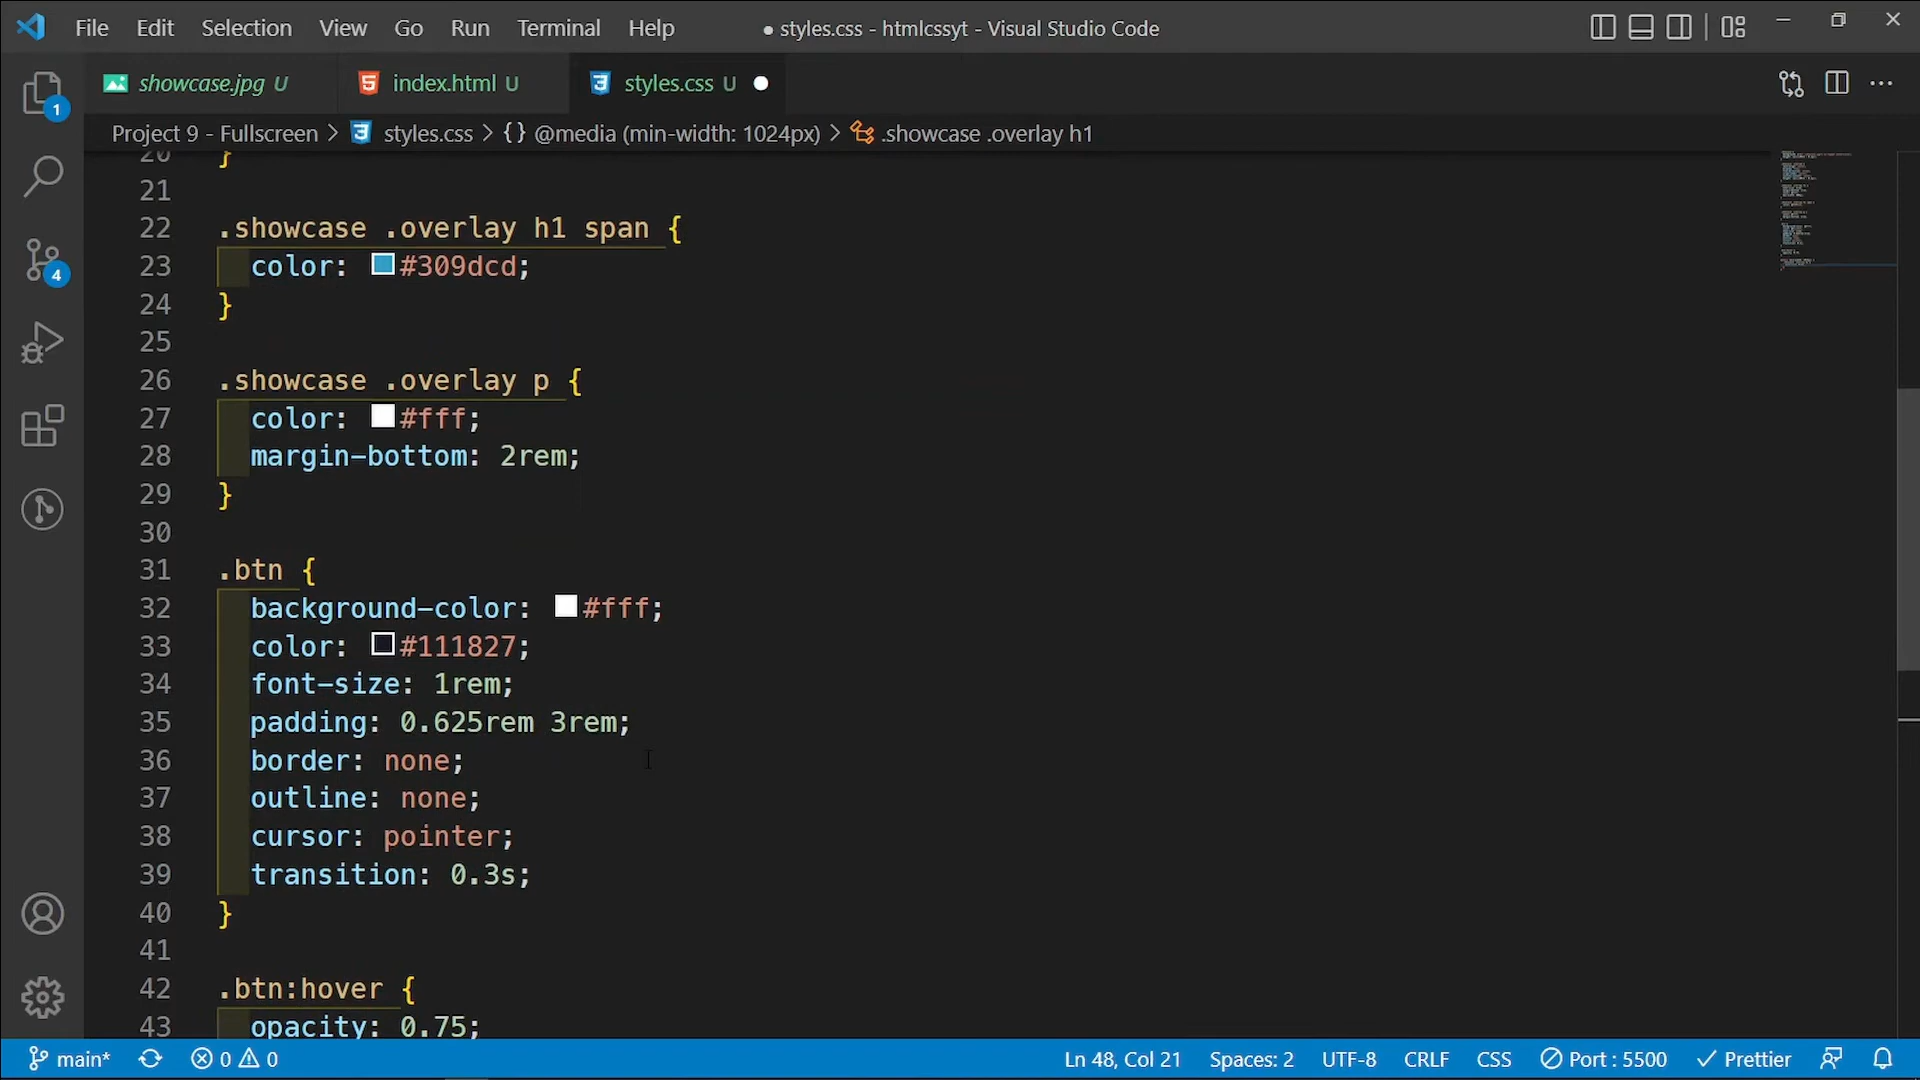 File Edit Selection View Go Run Terminal Help ● styles.css - htmlcssyt - Visual Studio Code
showcase.jpg U index.html U styles.css U
Project 9 - Fullscreen > styles.css > {} @media (min-width: 1024px) > .showcase .overlay h1
20 }
21
22 .showcase .overlay h1 span {
23 color: #309dcd;
24 }
25
26 .showcase .overlay p {
27 color: #fff;
28 margin-bottom: 2rem;
29 }
30
31 .btn {
32 background-color: #fff;
33 color: #111827;
34 font-size: 1rem;
35 padding: 0.625rem 3rem;
36 border: none;
37 outline: none;
38 cursor: pointer;
39 transition: 0.3s;
40 }
41
42 .btn:hover {
43 opacity: 0.75;
1
4
main* 0 0 Ln 48, Col 21 Spaces: 2 UTF-8 CRLF CSS Port : 5500 Prettier